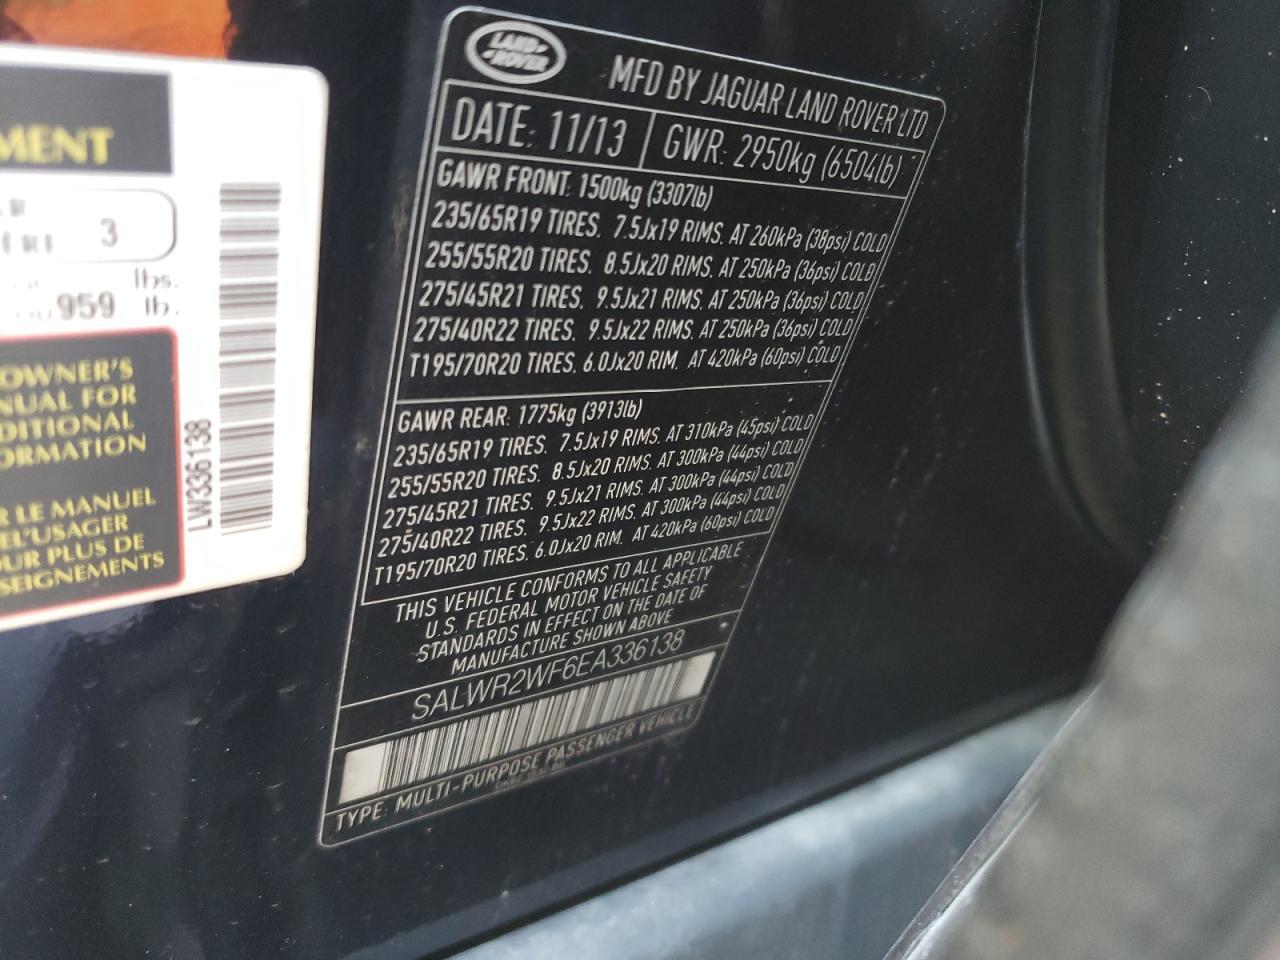 MENT
3
lbs.
959 lb.
OWNER'S
NUAL FOR
DITIONAL
ORMATION
R LE MANUEL
EL'USAGER
OUR PLUS DE
SEIGNEMENTS
LW336138
LAND ROVER
MFD BY JAGUAR LAND ROVER LTD
DATE: 11/13 GWR: 2950kg (6504lb)
GAWR FRONT: 1500kg (3307lb)
235/65R19 TIRES. 7.5Jx19 RIMS. AT 260kPa (38psi) COLD
255/55R20 TIRES. 8.5Jx20 RIMS. AT 250kPa (36psi) COLD
275/45R21 TIRES. 9.5Jx21 RIMS. AT 250kPa (36psi) COLD
275/40R22 TIRES. 9.5Jx22 RIMS. AT 250kPa (36psi) COLD
T195/70R20 TIRES. 6.0Jx20 RIM. AT 420kPa (60psi) COLD
GAWR REAR: 1775kg (3913lb)
235/65R19 TIRES. 7.5Jx19 RIMS. AT 310kPa (45psi) COLD
255/55R20 TIRES. 8.5Jx20 RIMS. AT 300kPa (44psi) COLD
275/45R21 TIRES. 9.5Jx21 RIMS. AT 300kPa (44psi) COLD
275/40R22 TIRES. 9.5Jx22 RIMS. AT 300kPa (44psi) COLD
T195/70R20 TIRES. 6.0Jx20 RIM. AT 420kPa (60psi) COLD
THIS VEHICLE CONFORMS TO ALL APPLICABLE
U.S. FEDERAL MOTOR VEHICLE SAFETY
STANDARDS IN EFFECT ON THE DATE OF
MANUFACTURE SHOWN ABOVE
SALWR2WF6EA336138
TYPE: MULTI-PURPOSE PASSENGER VEHICLE